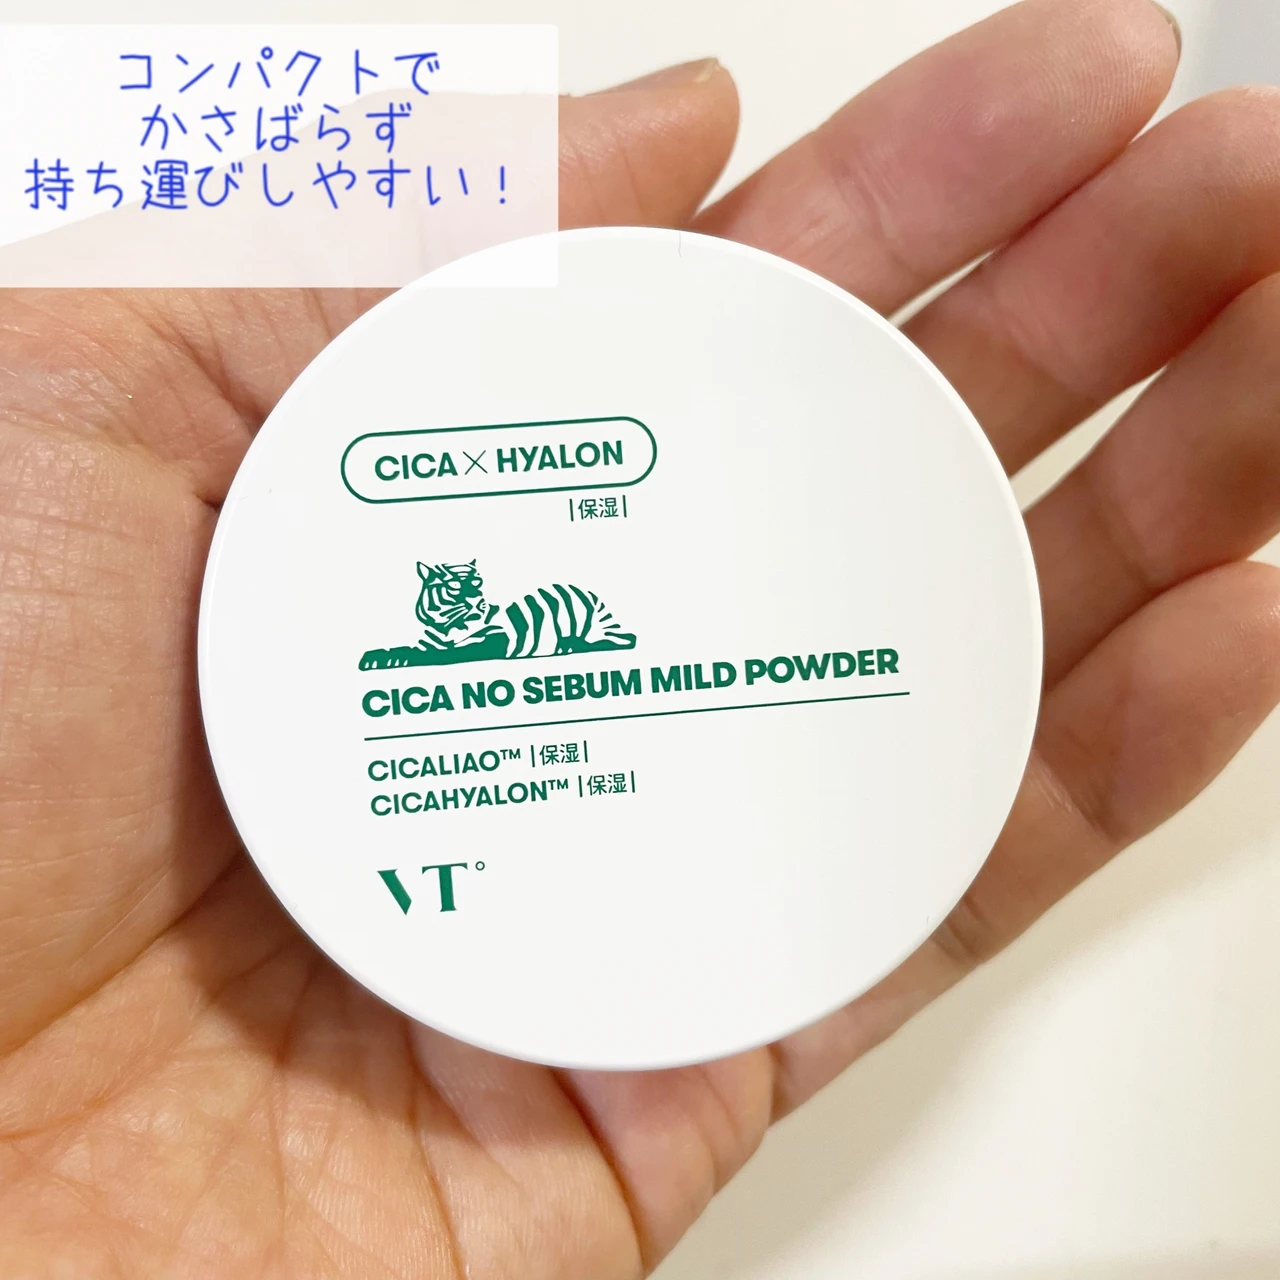 コンパクトで
かさばらず
持ち運びしやすい！
CICA×HYALON
|保湿|
CICA NO SEBUM MILD POWDER
CICALIAO™ |保湿|
CICAHYALON™ |保湿|
VT°